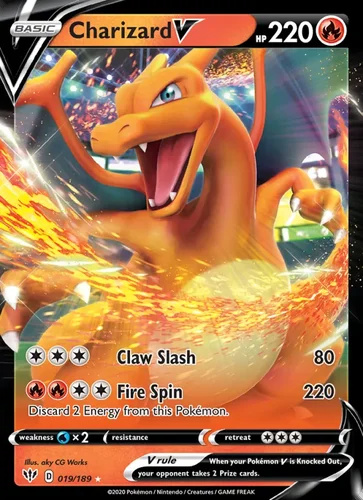 BASIC Charizard V HP 220
Claw Slash 80
Fire Spin 220
Discard 2 Energy from this Pokémon.
weakness ×2 resistance retreat
Illus. aky CG Works
V rule When your Pokémon V is Knocked Out,
your opponent takes 2 Prize cards.
D 019/189
©2020 Pokémon / Nintendo / Creatures / GAME FREAK